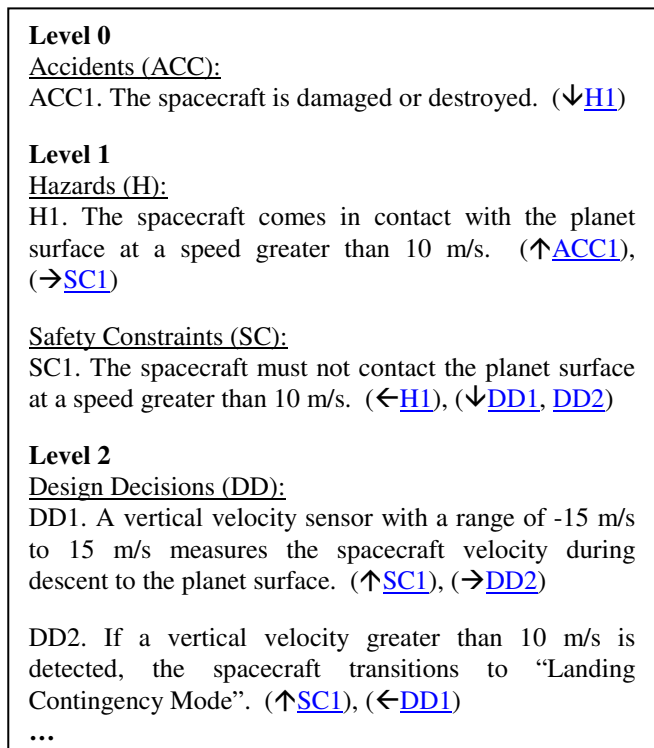 Level 0
Accidents (ACC):
ACC1. The spacecraft is damaged or destroyed. (↓H1)
Level 1
Hazards (H):
H1. The spacecraft comes in contact with the planet
surface at a speed greater than 10 m/s. (↑ACC1),
(→SC1)
Safety Constraints (SC):
SC1. The spacecraft must not contact the planet surface
at a speed greater than 10 m/s. (←H1), (↓DD1, DD2)
Level 2
Design Decisions (DD):
DD1. A vertical velocity sensor with a range of -15 m/s
to 15 m/s measures the spacecraft velocity during
descent to the planet surface. (↑SC1), (→DD2)
DD2. If a vertical velocity greater than 10 m/s is
detected, the spacecraft transitions to “Landing
Contingency Mode”. (↑SC1), (←DD1)
…